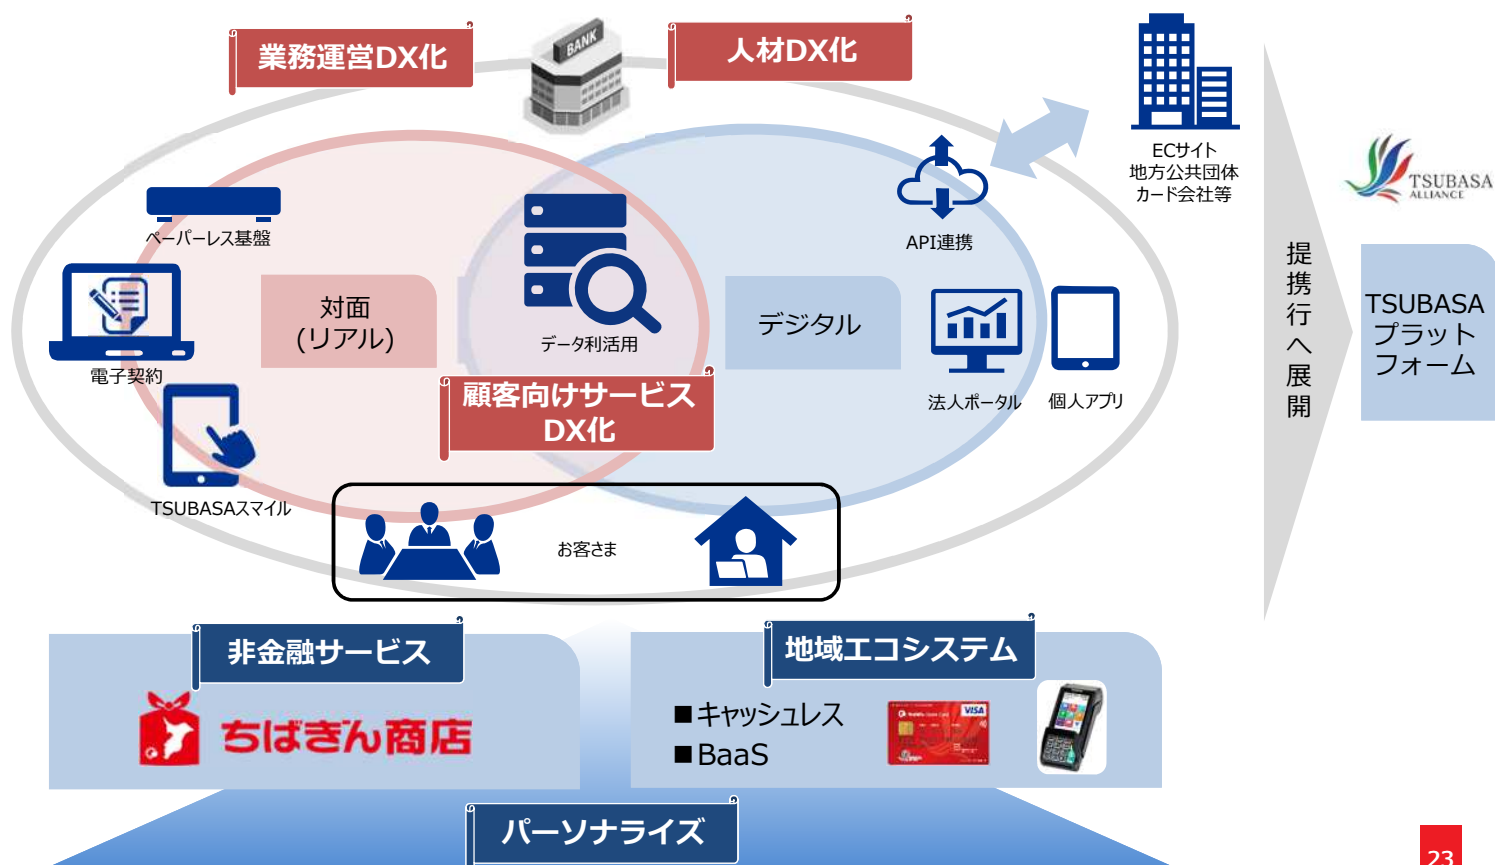 業務運営DX化
BANK
人材DX化
ECサイト
地方公共団体
カード会社等
TSUBASA
ALLIANCE
ペーパーレス基盤
API連携
対面
(リアル)
データ利活用
デジタル
電子契約
法人ポータル
個人アプリ
顧客向けサービス
DX化
TSUBASAスマイル
お客さま
提携行へ展開
TSUBASA
プラット
フォーム
非金融サービス
ちばぎん商店
地域エコシステム
■キャッシュレス
■BaaS
VISA
パーソナライズ
23